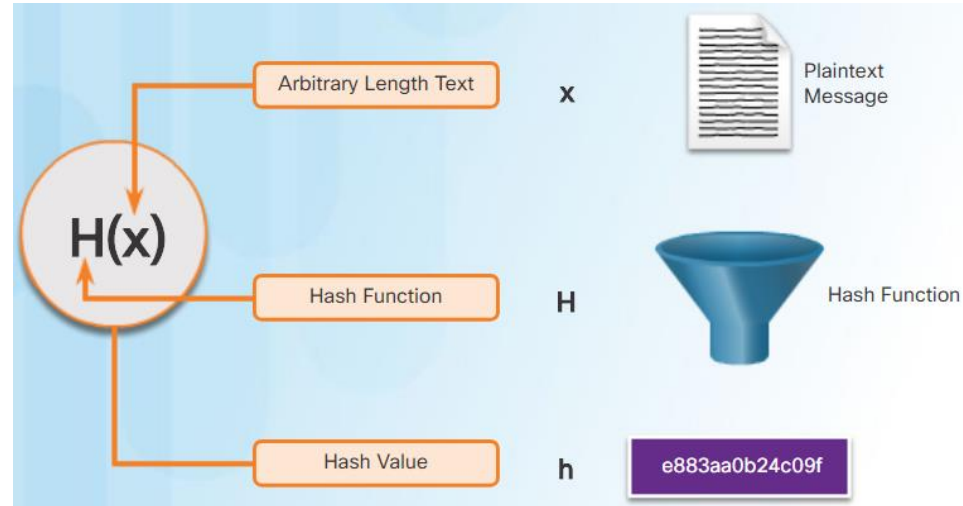 Arbitrary Length Text
x
Plaintext
Message
H(x)
Hash Function
H
Hash Function
Hash Value
h
e883aa0b24c09f